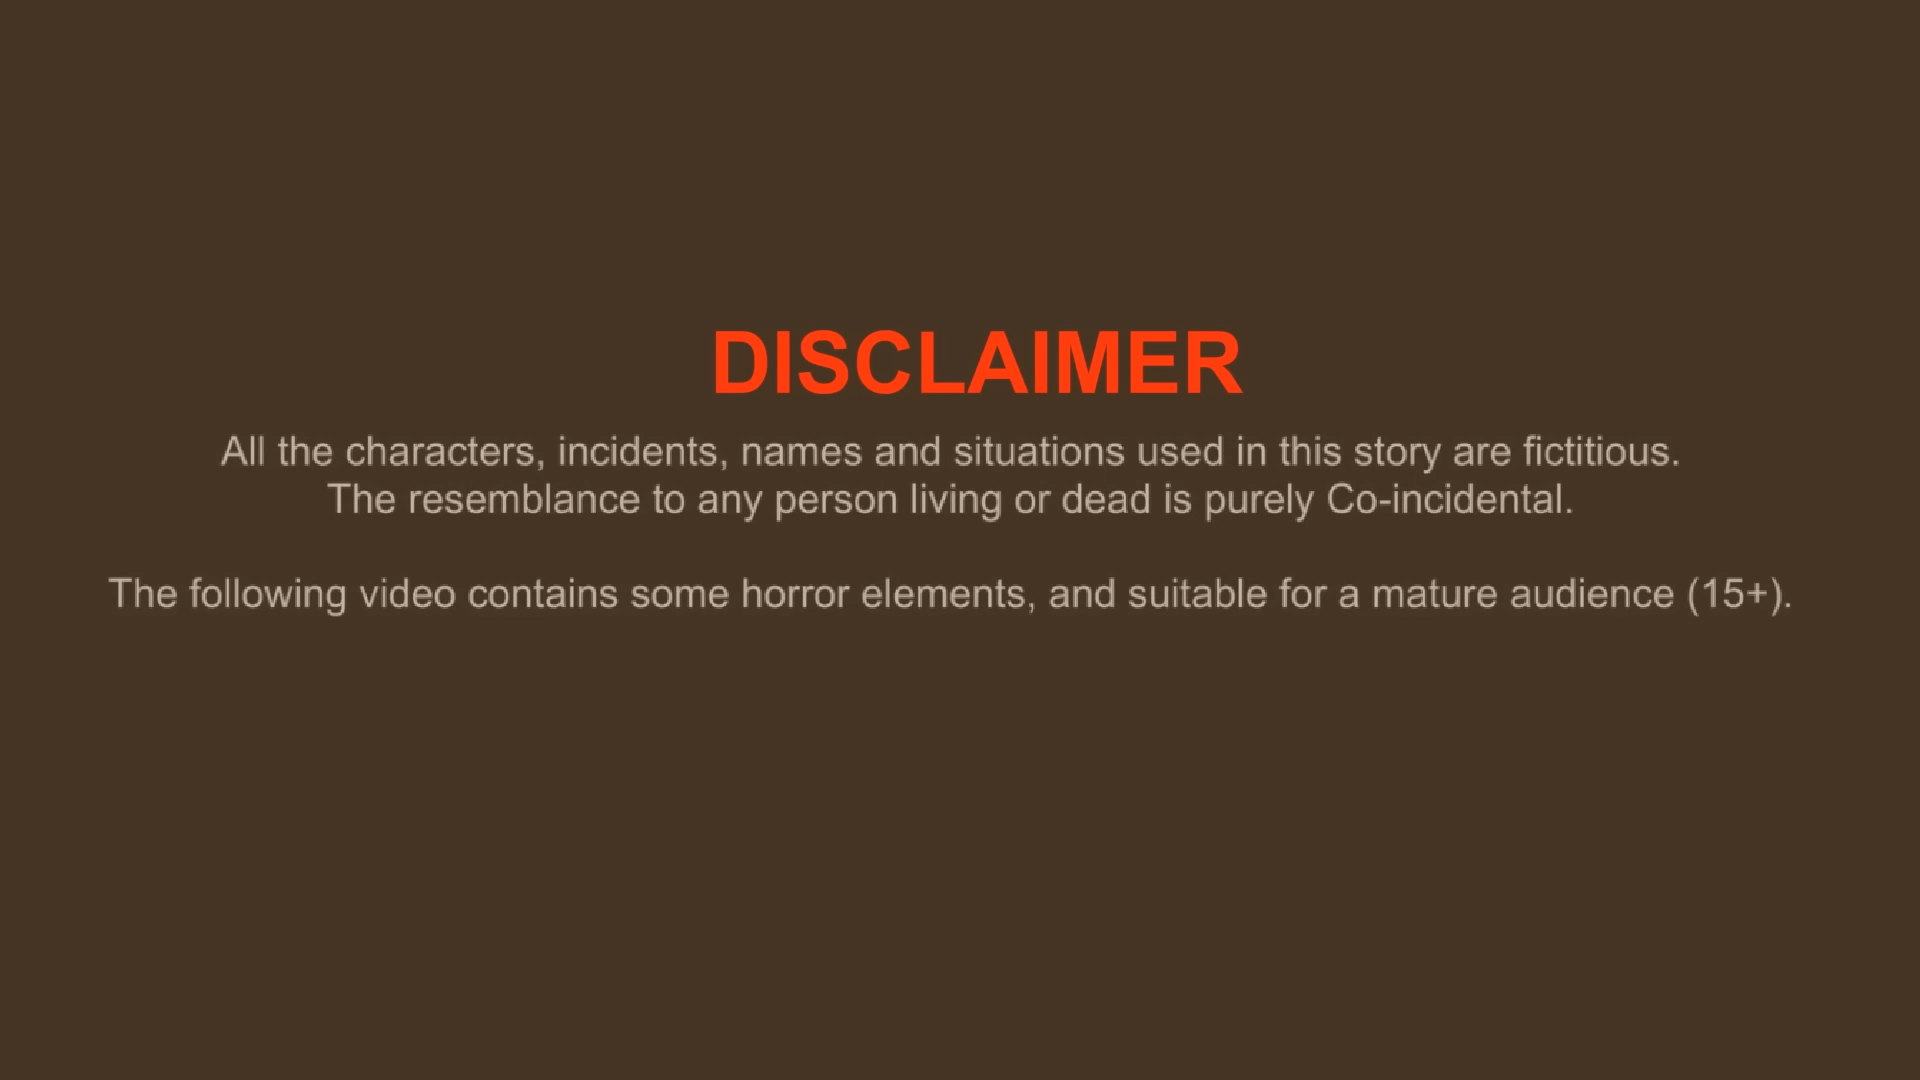 DISCLAIMER
All the characters, incidents, names and situations used in this story are fictitious.
The resemblance to any person living or dead is purely Co-incidental.
The following video contains some horror elements, and suitable for a mature audience (15+).